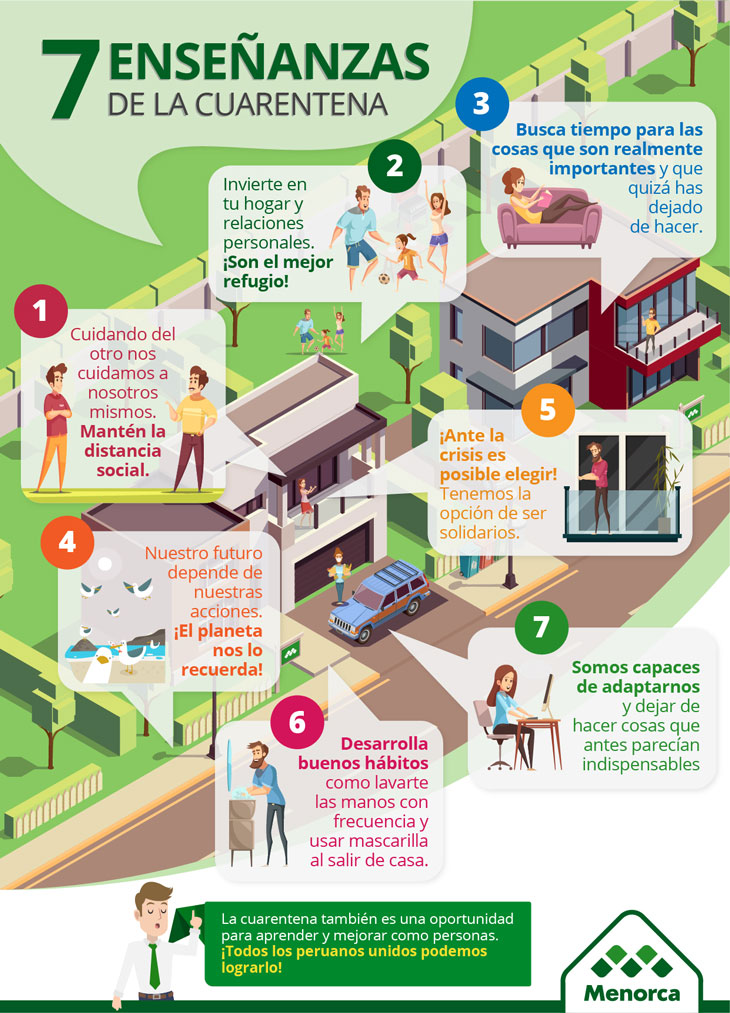 7 ENSEÑANZAS
DE LA CUARENTENA
1
Cuidando del
otro nos
cuidamos a
nosotros
mismos.
Mantén la
distancia
social.
2
Invierte en
tu hogar y
relaciones
personales.
¡Son el mejor
refugio!
3
Busca tiempo para las
cosas que son realmente
importantes y que
quizá has
dejado
de hacer.
4
Nuestro futuro
depende de
nuestras
acciones.
¡El planeta
nos lo
recuerda!
5
¡Ante la
crisis es
posible elegir!
Tenemos la
opción de ser
solidarios.
6
Desarrolla
buenos hábitos
como lavarte
las manos con
frecuencia y
usar mascarilla
al salir de casa.
7
Somos capaces
de adaptarnos
y dejar de
hacer cosas que
antes parecían
indispensables
La cuarentena también es una oportunidad
para aprender y mejorar como personas.
¡Todos los peruanos unidos podemos
lograrlo!
Menorca